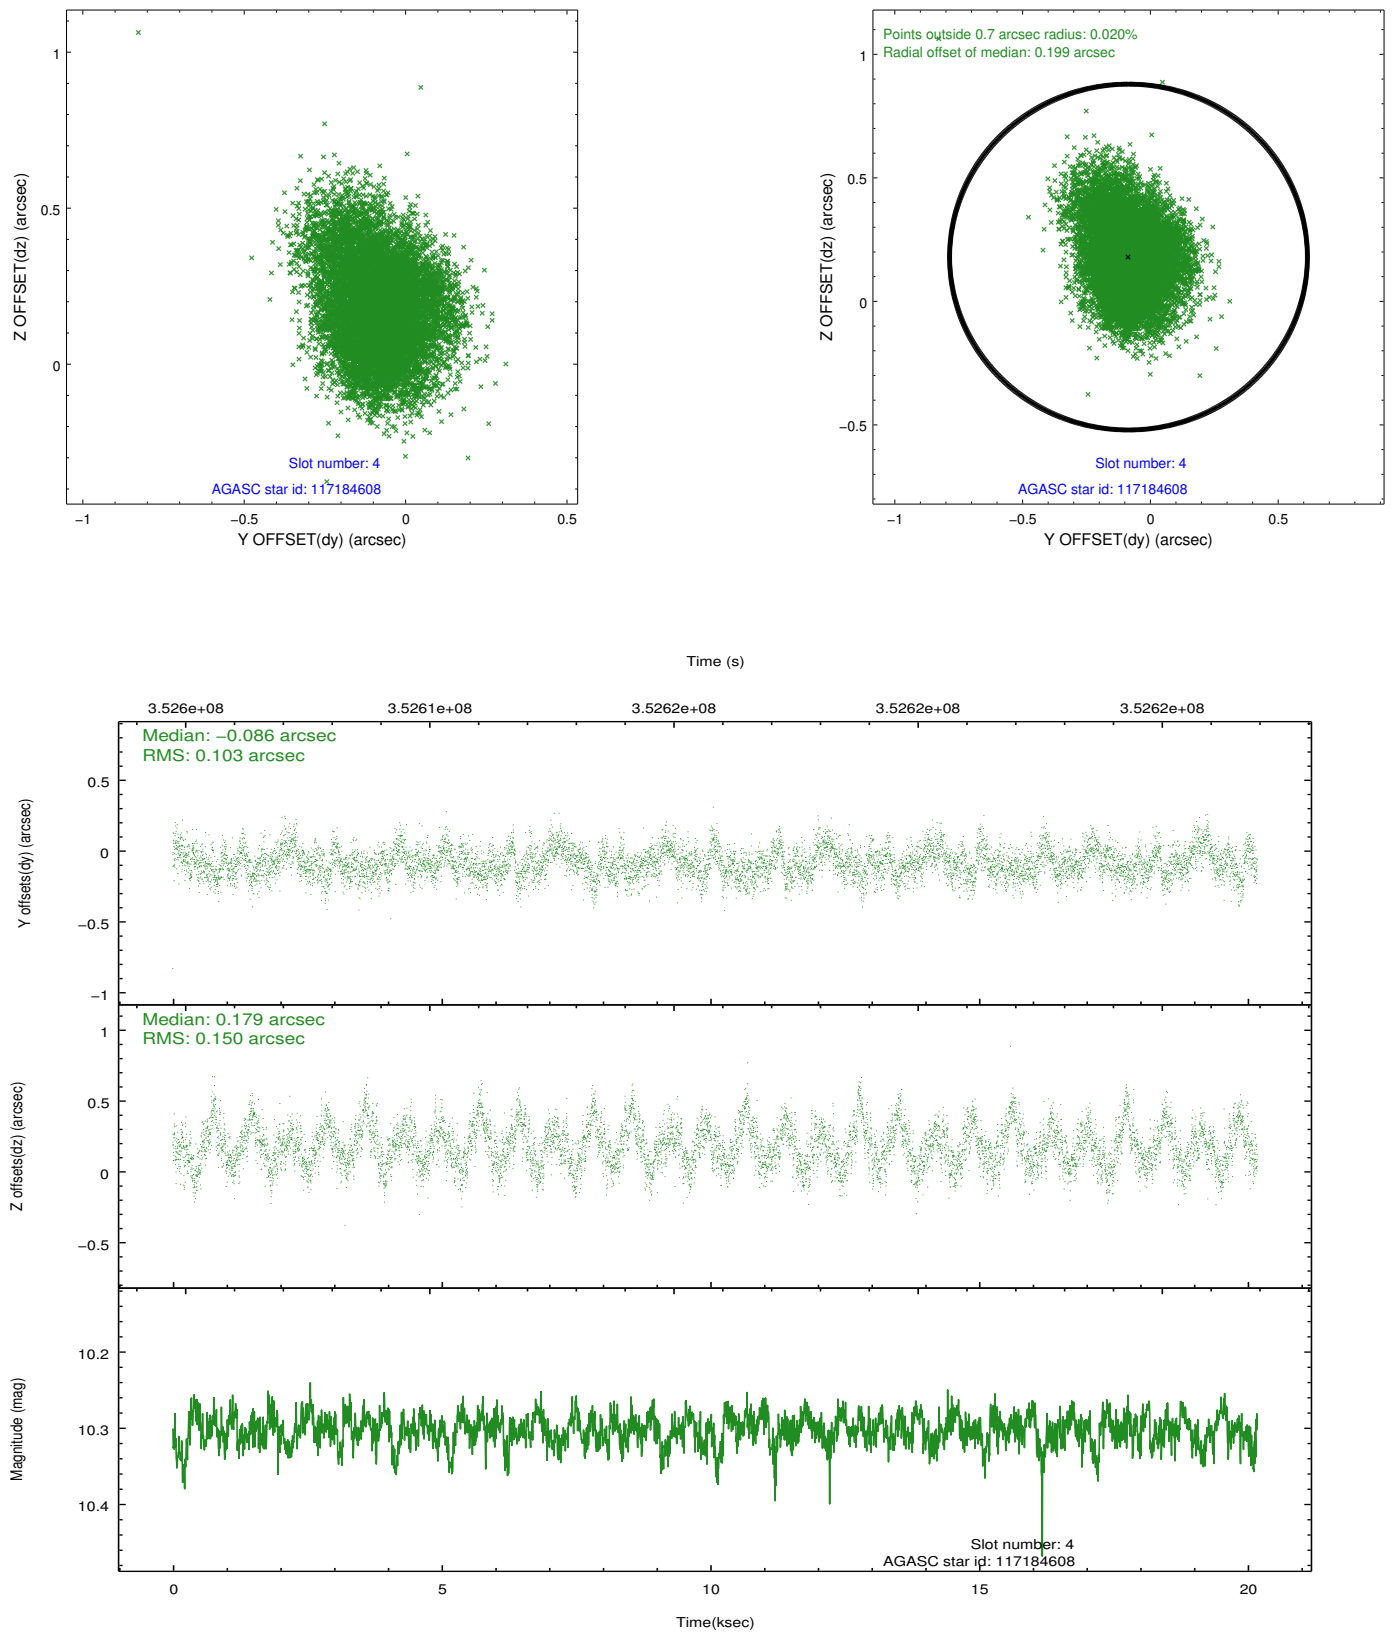 1
0.5
0
−1
−0.5
0
0.5
Z OFFSET(dz) (arcsec)
Y OFFSET(dy) (arcsec)
Slot number: 4
AGASC star id: 117184608
Points outside 0.7 arcsec radius: 0.020%
Radial offset of median: 0.199 arcsec
1
0.5
0
−0.5
−1
−0.5
0
0.5
Z OFFSET(dz) (arcsec)
Y OFFSET(dy) (arcsec)
Slot number: 4
AGASC star id: 117184608
Time (s)
3.526e+08
3.5261e+08
3.5262e+08
3.5262e+08
3.5262e+08
Median: −0.086 arcsec
RMS: 0.103 arcsec
0.5
0
−0.5
−1
Y offsets(dy) (arcsec)
Median: 0.179 arcsec
RMS: 0.150 arcsec
1
0.5
0
−0.5
Z offsets(dz) (arcsec)
10.2
10.3
10.4
Magnitude (mag)
Slot number: 4
AGASC star id: 117184608
0
5
10
15
20
Time(ksec)